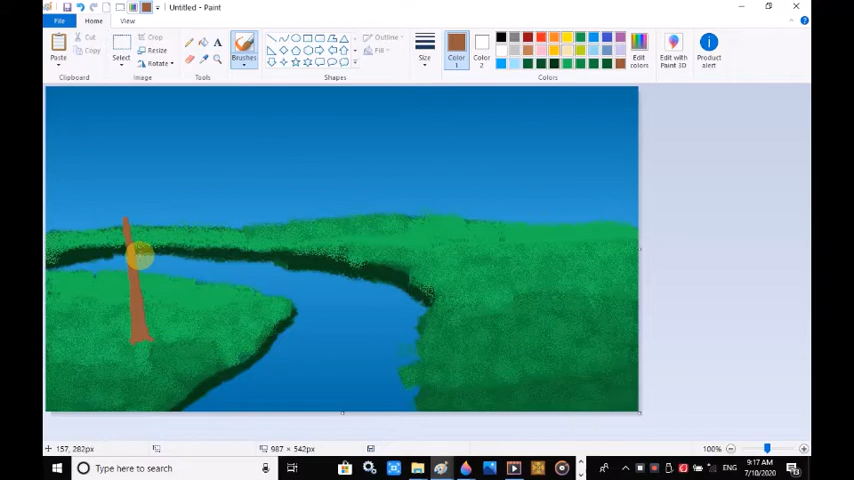 Untitled - Paint
File
Home
View
Paste
Cut
Copy
Clipboard
Select
Crop
Resize
Rotate
Image
Tools
Brushes
Outline
Fill
Shapes
Size
Color
1
Color
2
Edit
colors
Colors
Edit with
Paint 3D
Product
alert
157, 282px
987 × 542px
100%
Type here to search
ENG
9:17 AM
7/10/2020